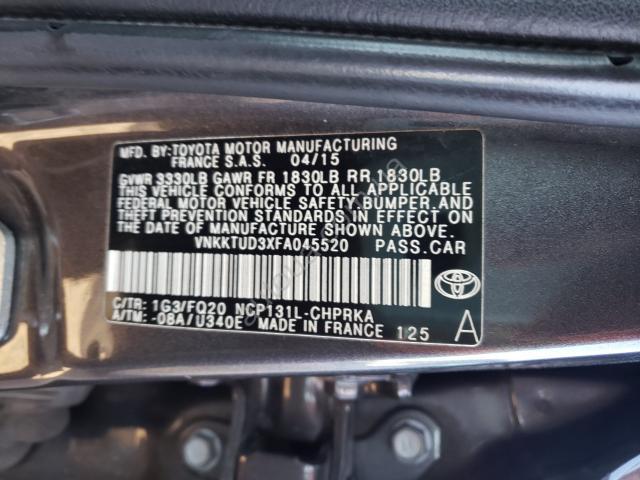 MFD. BY:TOYOTA MOTOR MANUFACTURING
FRANCE S.A.S. 04/15
GVWR 3330LB GAWR FR 1830LB RR 1830LB
THIS VEHICLE CONFORMS TO ALL APPLICABLE
FEDERAL MOTOR VEHICLE SAFETY, BUMPER, AND
THEFT PREVENTION STANDARDS IN EFFECT ON
THE DATE OF MANUFACTURE SHOWN ABOVE.
VNKKTUD3XFA045520 PASS.CAR
C/TR: 1G3/FQ20 NCP131L-CHPRKA
A/TM: -08A/U340E MADE IN FRANCE 125
A